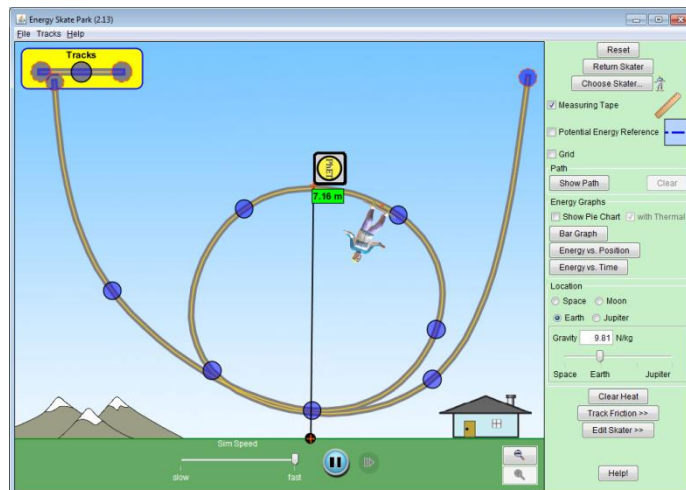 Energy Skate Park (2.13)
File Tracks Help
Tracks
PhET
7.16 m
Sim Speed
slow
fast
Reset
Return Skater
Choose Skater...
Measuring Tape
Potential Energy Reference
Grid
Path
Show Path
Clear
Energy Graphs
Show Pie Chart
with Thermal
Bar Graph
Energy vs. Position
Energy vs. Time
Location
Space Moon
Earth Jupiter
Gravity 9.81 N/kg
Space Earth Jupiter
Clear Heat
Track Friction >>
Edit Skater >>
Help!